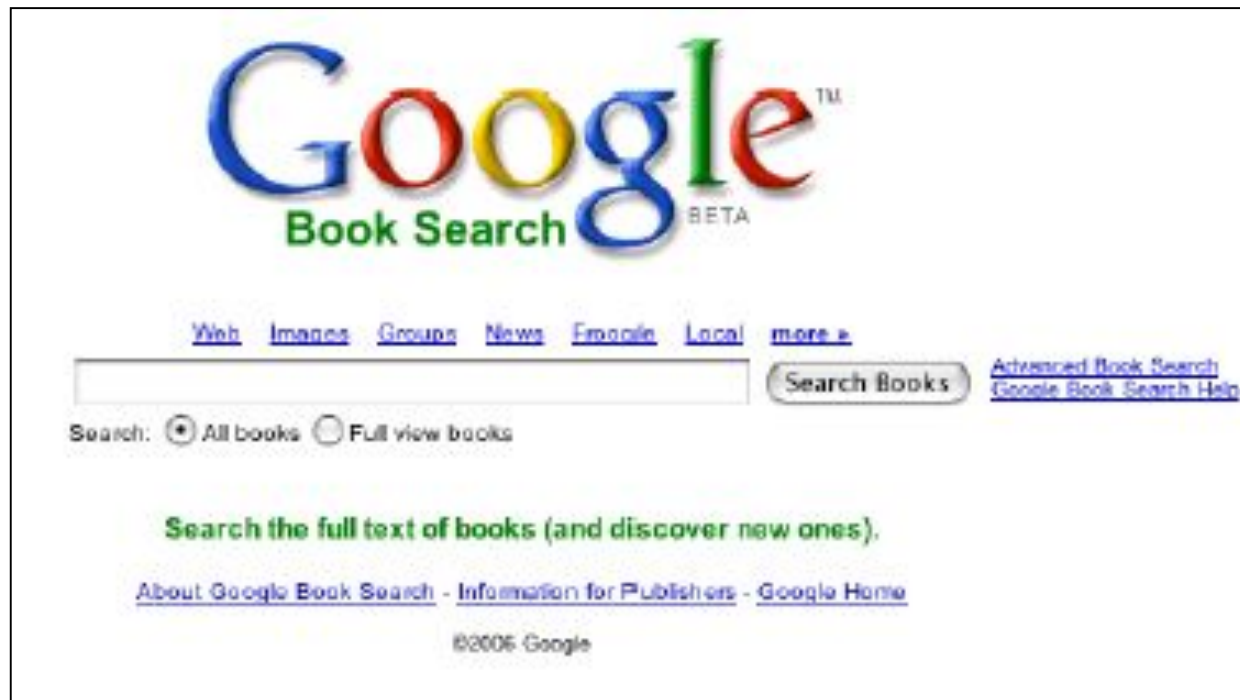 Google™
Book Search BETA
Web Images Groups News Froogle Local more »
Search Books
Advanced Book Search
Google Book Search Help
Search: All books Full view books
Search the full text of books (and discover new ones).
About Google Book Search - Information for Publishers - Google Home
©2006 Google